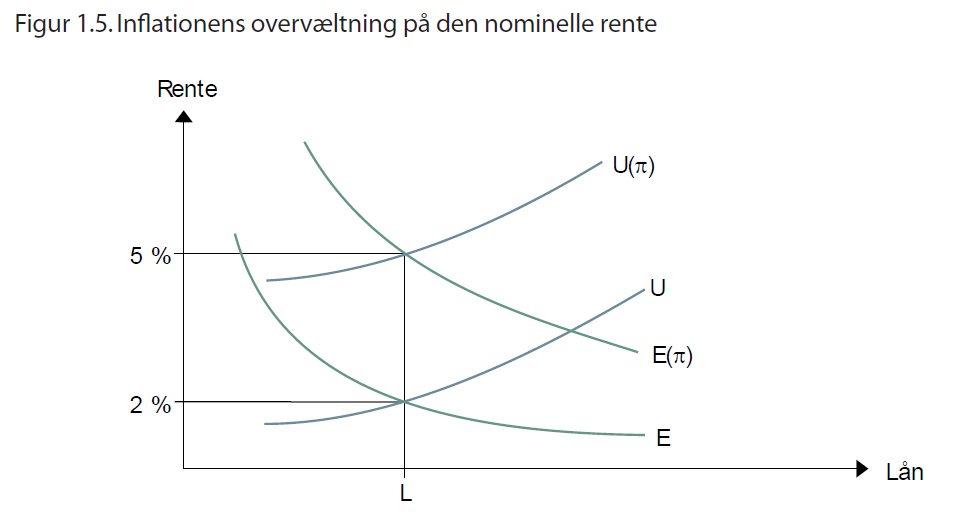 Figur 1.5. Inflationens overvæltning på den nominelle rente
Rente
U(π)
5 %
U
E(π)
2 %
E
Lån
L